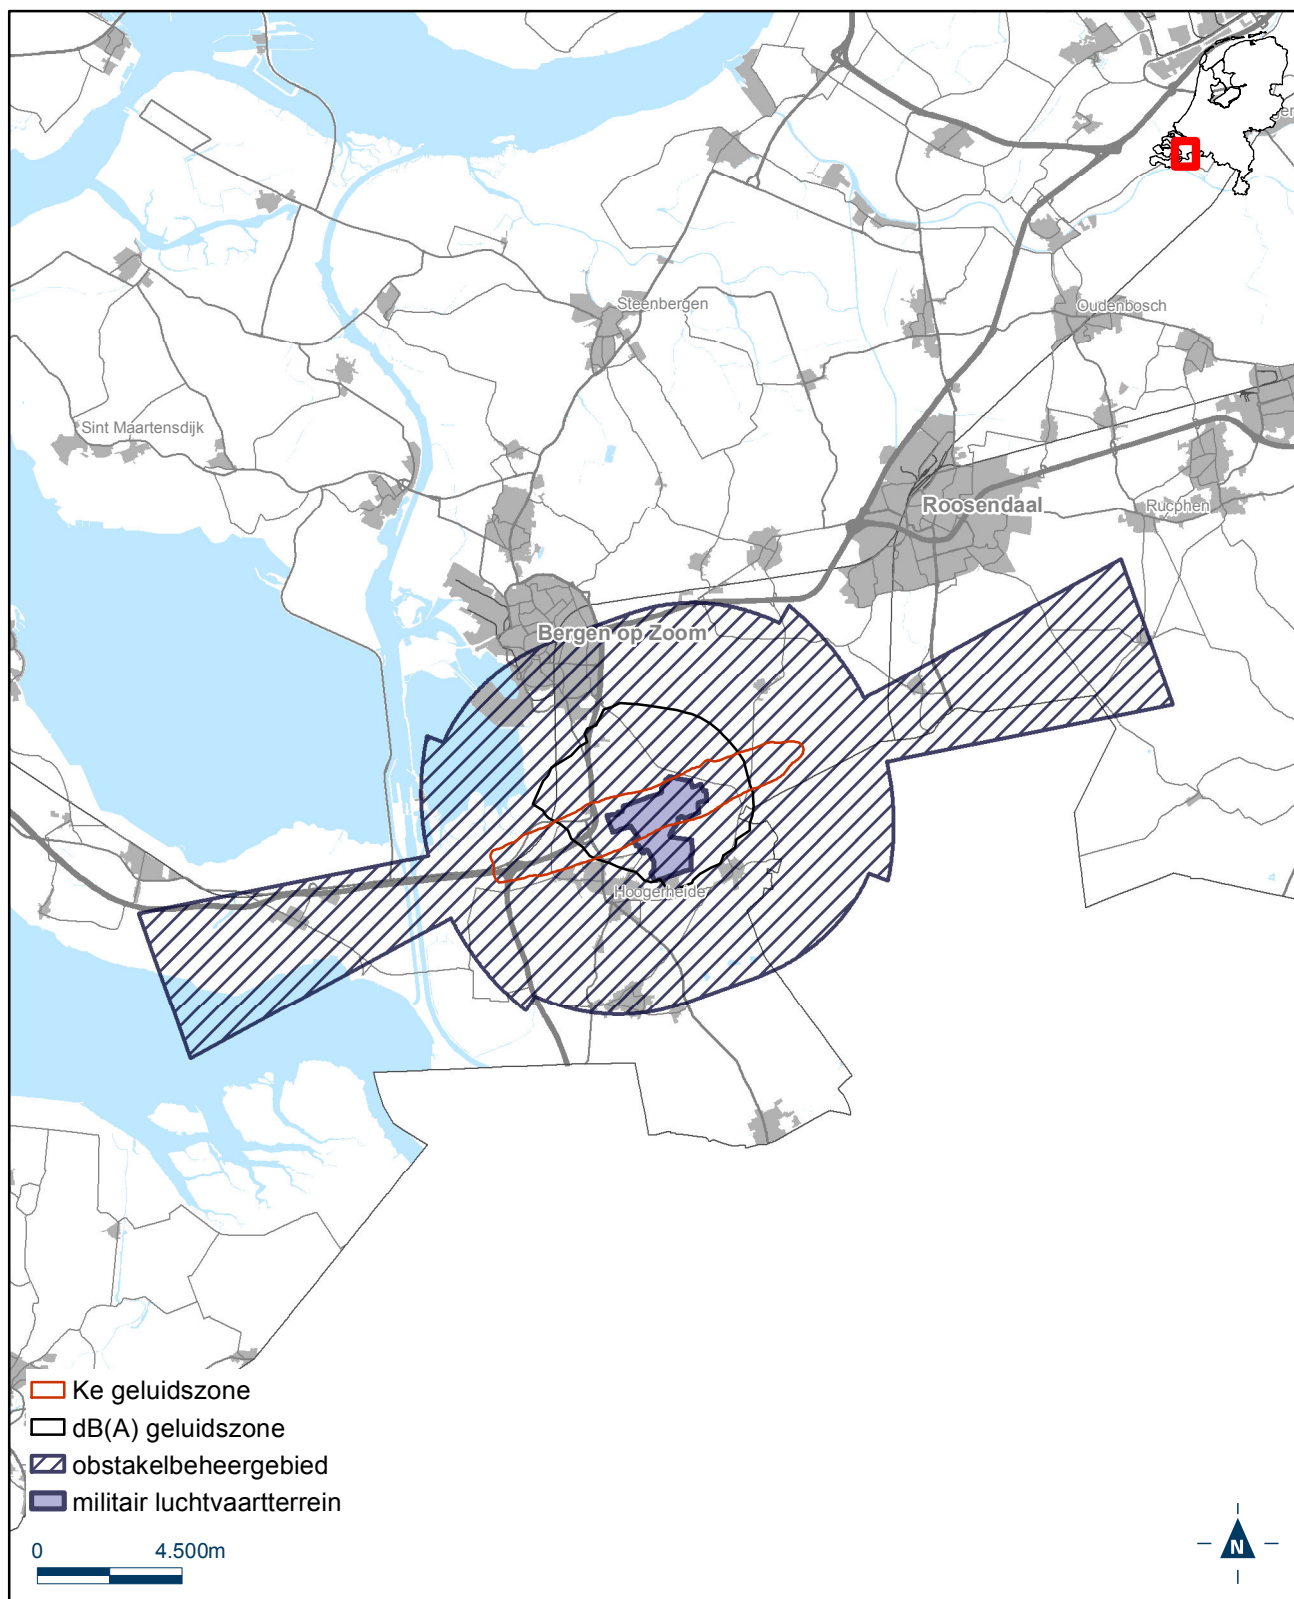 Steenbergen
Oudenbosch
Sint Maartensdijk
Roosendaal
Rucphen
Bergen op Zoom
Hoogerheide
Ke geluidszone
dB(A) geluidszone
obstakelbeheergebied
militair luchtvaartterrein
0 4.500m
N